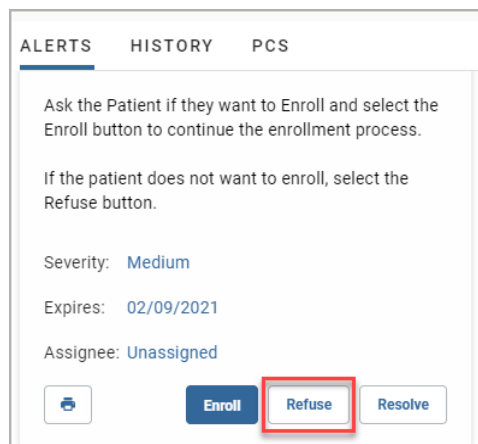 ALERTS HISTORY PCS
Ask the Patient if they want to Enroll and select the
Enroll button to continue the enrollment process.
If the patient does not want to enroll, select the
Refuse button.
Severity: Medium
Expires: 02/09/2021
Assignee: Unassigned
Enroll Refuse Resolve